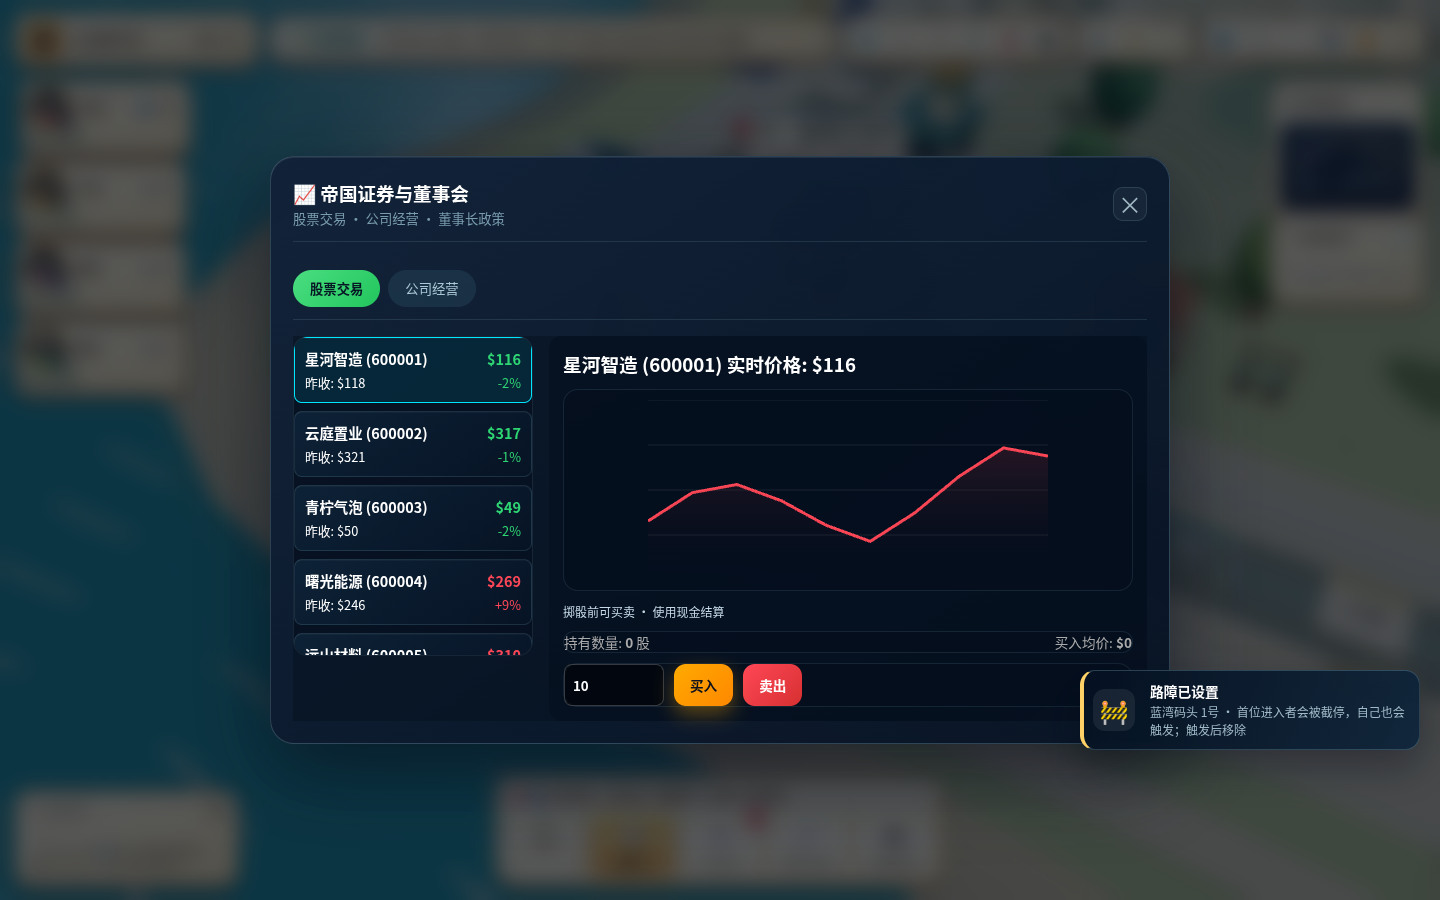 📈 帝国证券与董事会
股票交易 · 公司经营 · 董事长政策
股票交易
公司经营
星河智造 (600001) $116
昨收: $118 -2%
云庭置业 (600002) $317
昨收: $321 -1%
青柠气泡 (600003) $49
昨收: $50 -2%
曙光能源 (600004) $269
昨收: $246 +9%
远山材料 (600005) $310
星河智造 (600001) 实时价格: $116
掷骰前可买卖 · 使用现金结算
持有数量: 0 股 买入均价: $0
10 买入 卖出
路障已设置
蓝湾码头 1号 · 首位进入者会被截停，自己也会
触发；触发后移除